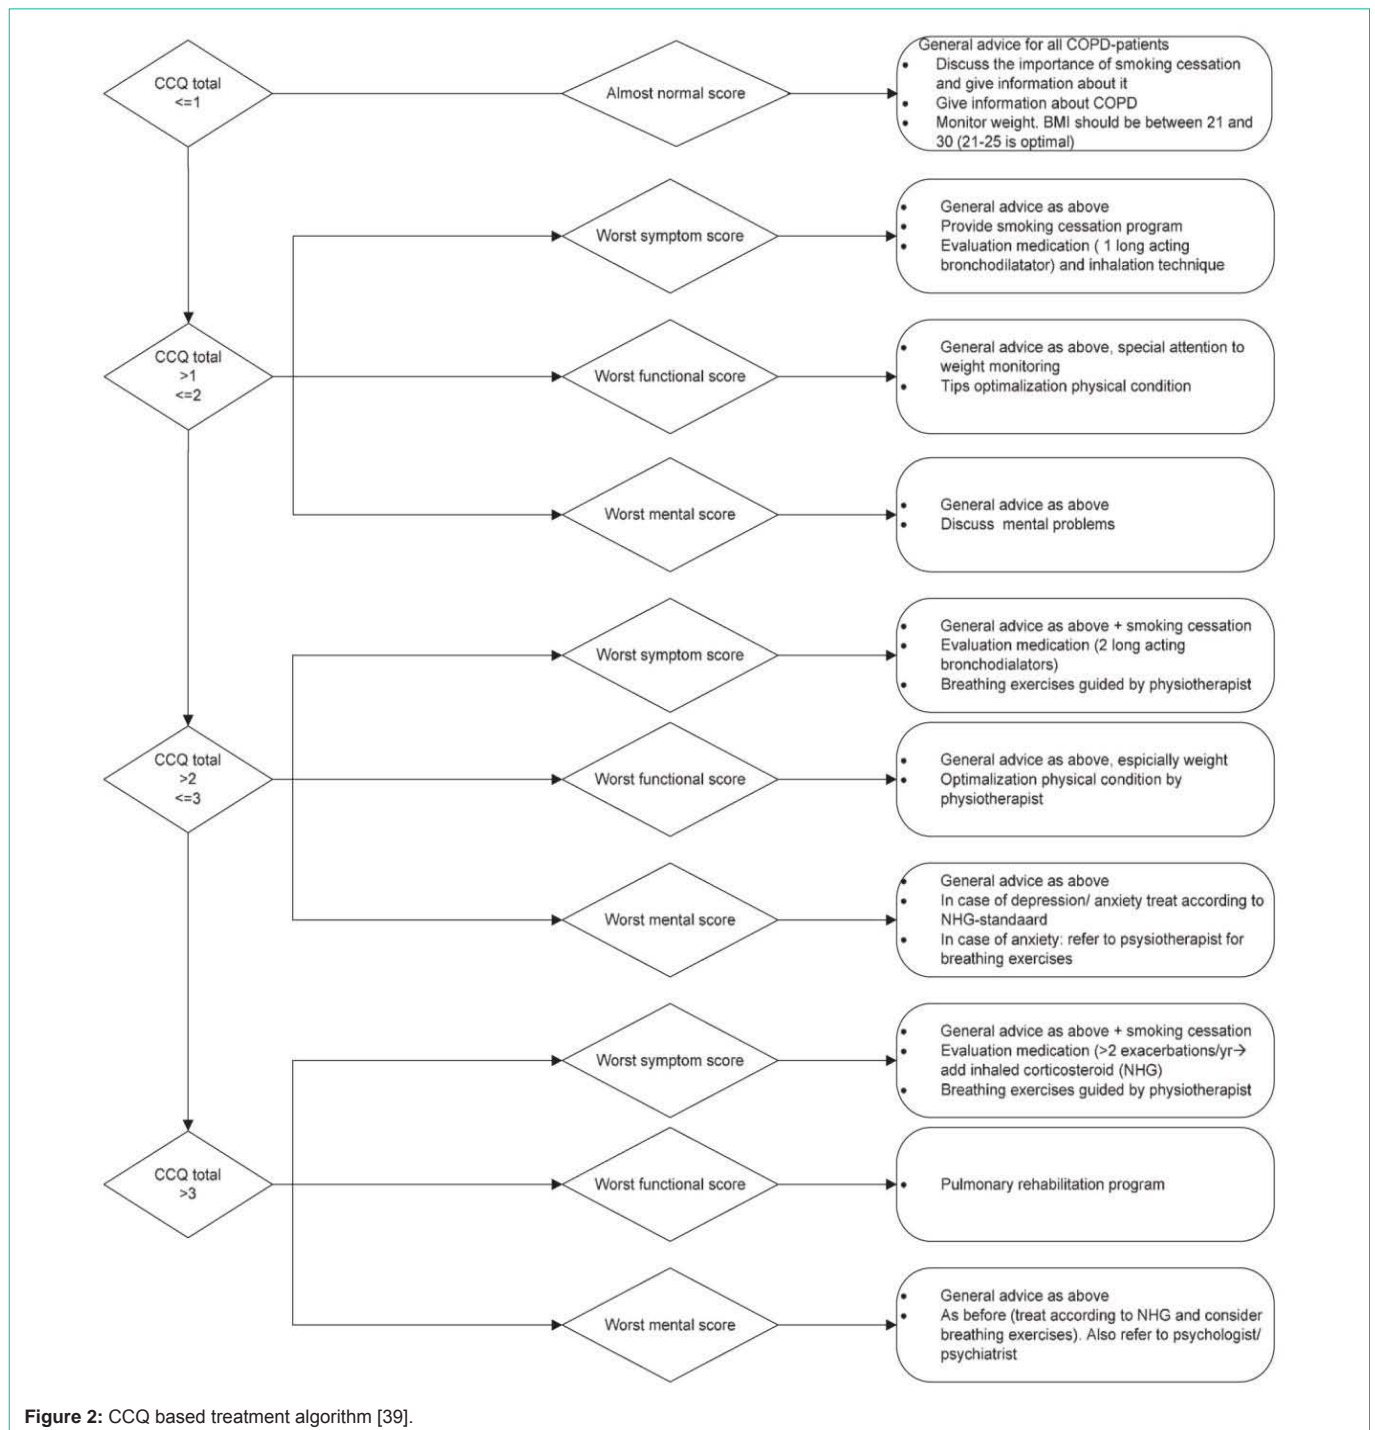 CCQ total
<=1
Almost normal score
General advice for all COPD-patients
• Discuss the importance of smoking cessation
and give information about it
• Give information about COPD
• Monitor weight, BMI should be between 21 and
30 (21-25 is optimal)
Worst symptom score
• General advice as above
• Provide smoking cessation program
• Evaluation medication ( 1 long acting
bronchodilatator) and inhalation technique
CCQ total
>1
<=2
Worst functional score
• General advice as above, special attention to
weight monitoring
• Tips optimalization physical condition
Worst mental score
• General advice as above
• Discuss mental problems
Worst symptom score
• General advice as above + smoking cessation
• Evaluation medication (2 long acting
bronchodialators)
• Breathing exercises guided by physiotherapist
CCQ total
>2
<=3
Worst functional score
• General advice as above, espicially weight
• Optimalization physical condition by
physiotherapist
Worst mental score
• General advice as above
• In case of depression/ anxiety treat according to
NHG-standaard
• In case of anxiety: refer to psysiotherapist for
breathing exercises
Worst symptom score
• General advice as above + smoking cessation
• Evaluation medication (>2 exacerbations/yr→
add inhaled corticosteroid (NHG)
• Breathing exercises guided by physiotherapist
CCQ total
>3
Worst functional score
• Pulmonary rehabilitation program
Worst mental score
• General advice as above
• As before (treat according to NHG and consider
breathing exercises). Also refer to psychologist/
psychiatrist
Figure 2: CCQ based treatment algorithm [39].